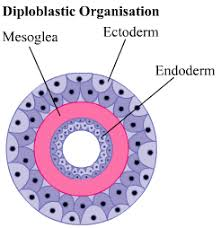 Diploblastic Organisation
Mesoglea
Ectoderm
Endoderm